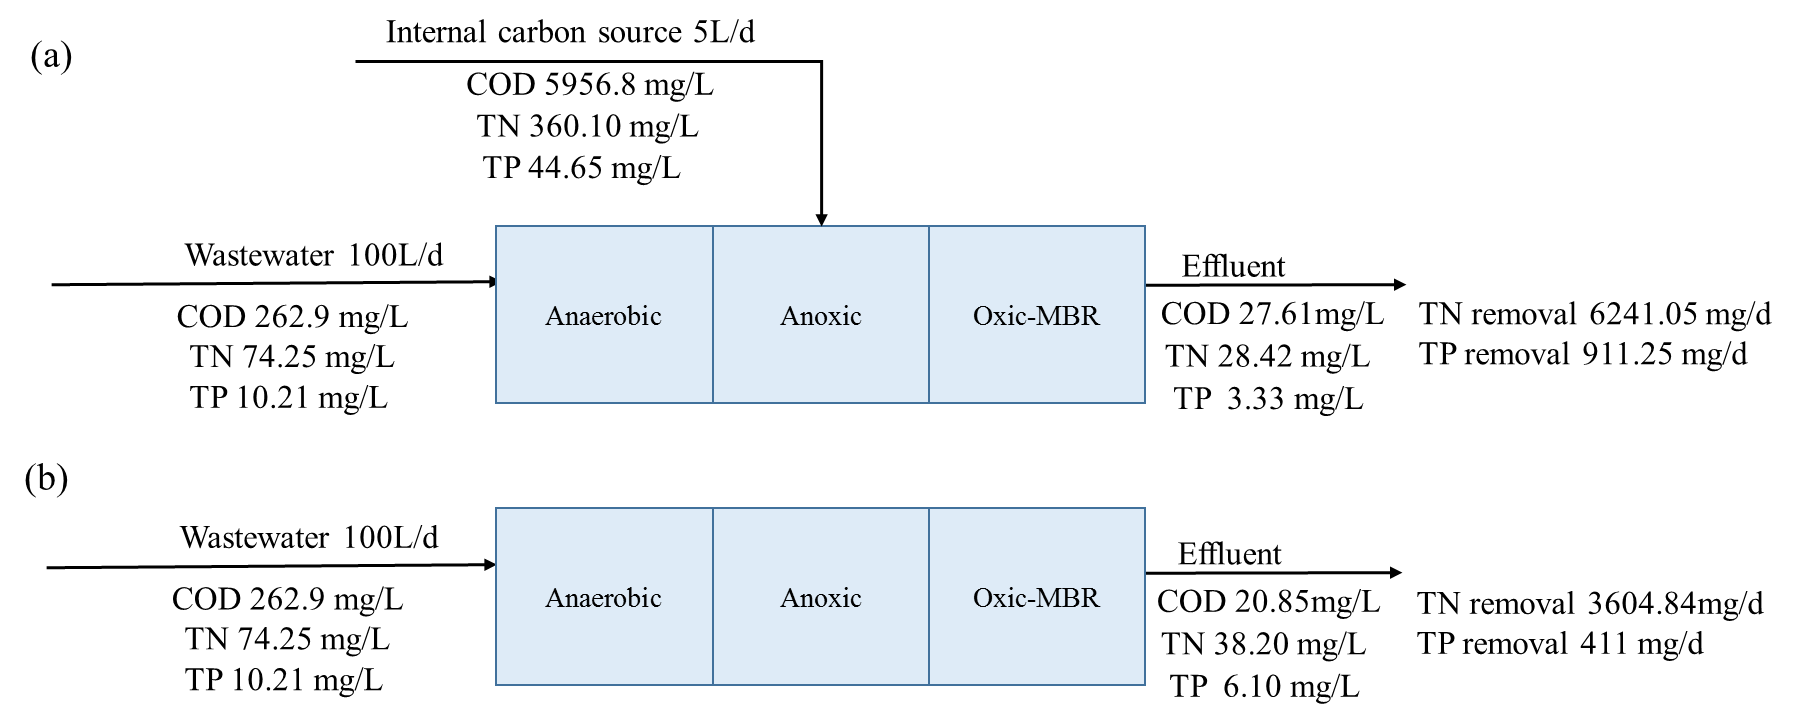 (a)
Internal carbon source 5L/d
COD 5956.8 mg/L
TN 360.10 mg/L
TP 44.65 mg/L
Wastewater 100L/d
COD 262.9 mg/L
TN 74.25 mg/L
TP 10.21 mg/L
Anaerobic
Anoxic
Oxic-MBR
Effluent
COD 27.61mg/L
TN 28.42 mg/L
TP 3.33 mg/L
TN removal 6241.05 mg/d
TP removal 911.25 mg/d
(b)
Wastewater 100L/d
COD 262.9 mg/L
TN 74.25 mg/L
TP 10.21 mg/L
Anaerobic
Anoxic
Oxic-MBR
Effluent
COD 20.85mg/L
TN 38.20 mg/L
TP 6.10 mg/L
TN removal 3604.84mg/d
TP removal 411 mg/d